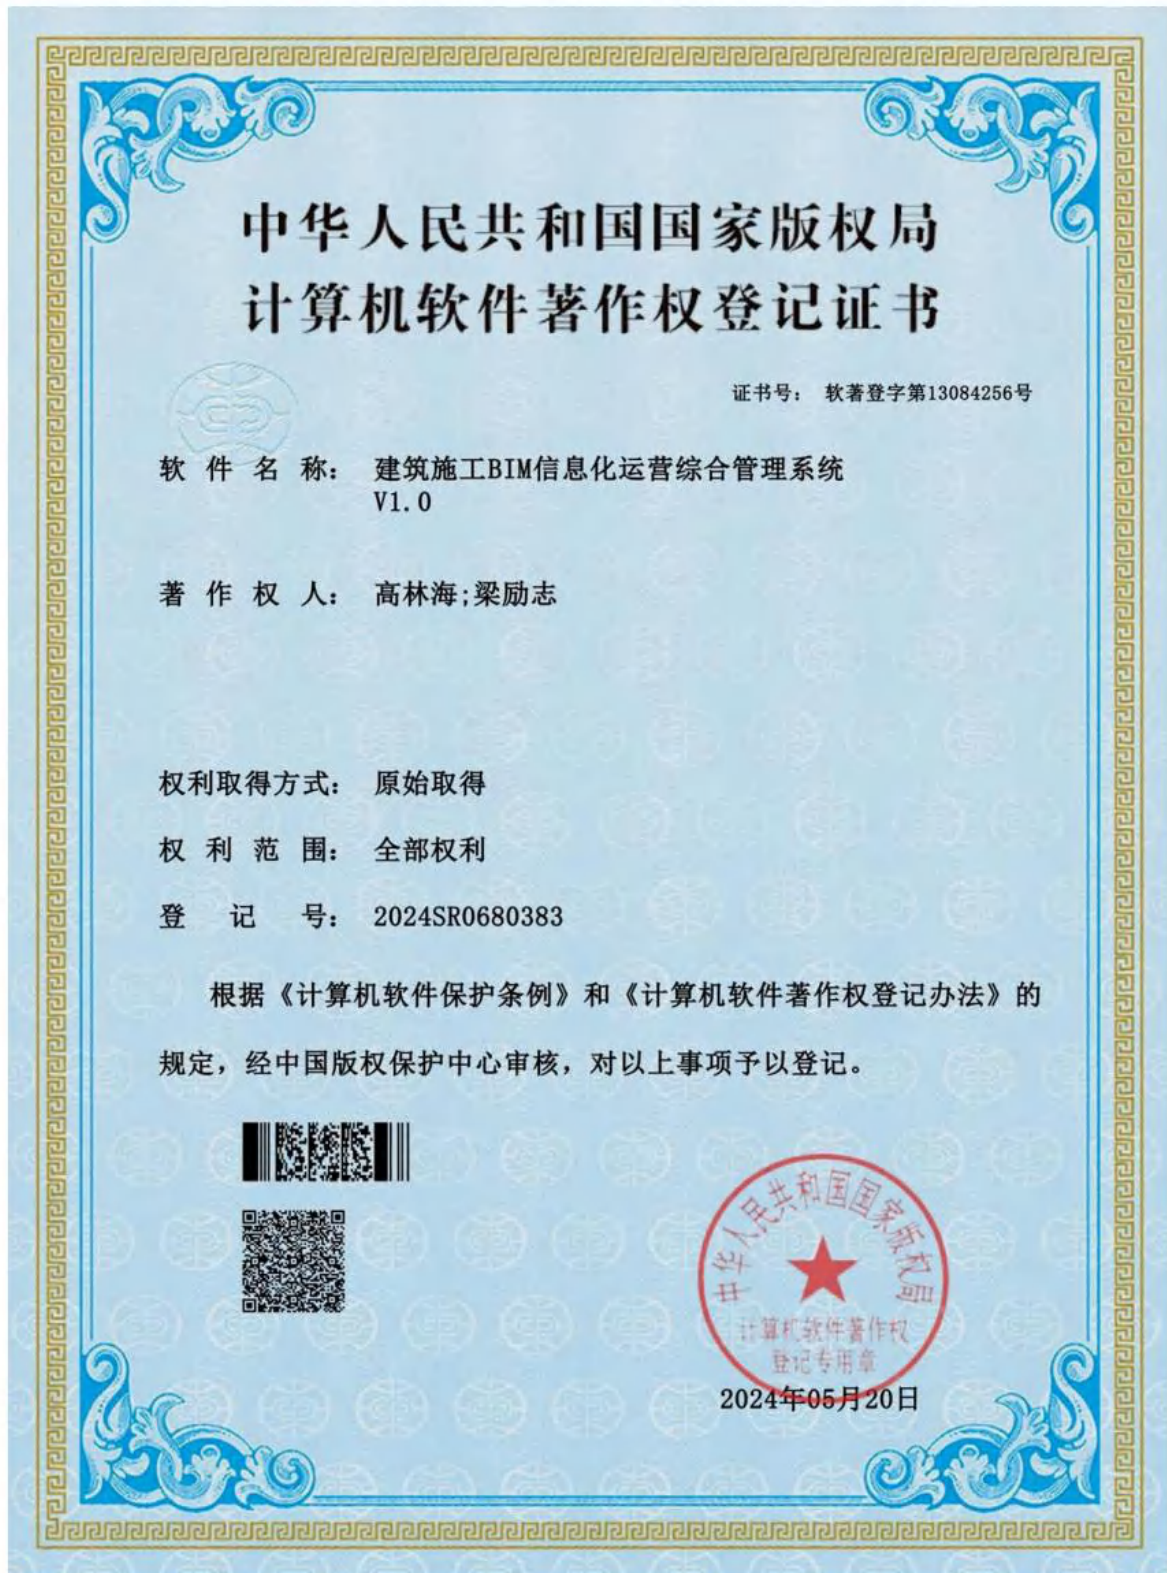 中华人民共和国国家版权局
计算机软件著作权登记证书
证书号： 软著登字第13084256号
软件名称： 建筑施工BIM信息化运营综合管理系统
V1.0
著作权人： 高林海;梁励志
权利取得方式： 原始取得
权利范围： 全部权利
登记号： 2024SR0680383
根据《计算机软件保护条例》和《计算机软件著作权登记办法》的
规定，经中国版权保护中心审核，对以上事项予以登记。
中华人民共和国国家版权局
计算机软件著作权
登记专用章
2024年05月20日